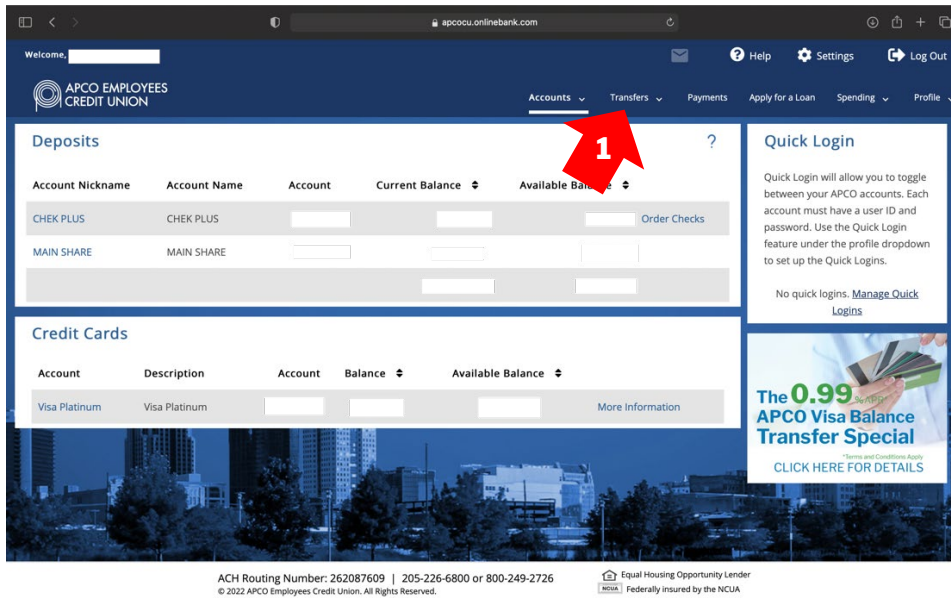 apcocu.onlinebank.com
Welcome,
Help
Settings
Log Out
APCO EMPLOYEES
CREDIT UNION
Accounts
Transfers
Payments
Apply for a Loan
Spending
Profile
1
Deposits
?
Account Nickname Account Name Account Current Balance Available Balance
CHEK PLUS CHEK PLUS Order Checks
MAIN SHARE MAIN SHARE
Credit Cards
Account Description Account Balance Available Balance
Visa Platinum Visa Platinum More Information
Quick Login
Quick Login will allow you to toggle
between your APCO accounts. Each
account must have a user ID and
password. Use the Quick Login
feature under the profile dropdown
to set up the Quick Logins.
No quick logins. Manage Quick
Logins
The 0.99% APR*
APCO Visa Balance
Transfer Special
*Terms and Conditions Apply
CLICK HERE FOR DETAILS
ACH Routing Number: 262087609 | 205-226-6800 or 800-249-2726
© 2022 APCO Employees Credit Union. All Rights Reserved.
Equal Housing Opportunity Lender
NCUA Federally insured by the NCUA